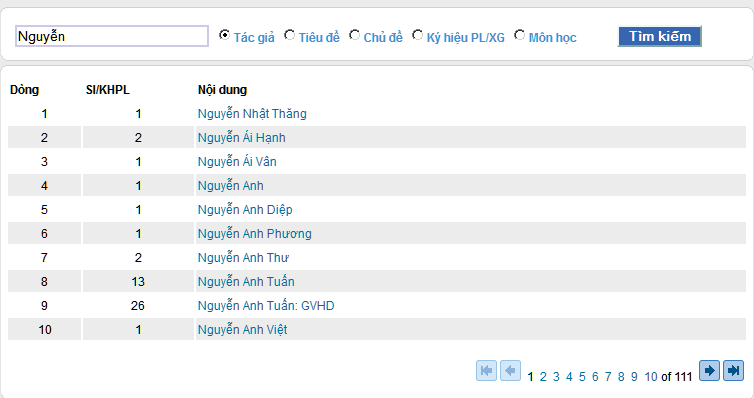 Nguyễn Tác giả Tiêu đề Chủ đề Ký hiệu PL/XG Môn học Tìm kiếm
Dòng Sl/KHPL Nội dung
1 1 Nguyễn Nhật Thăng
2 2 Nguyễn Ái Hạnh
3 1 Nguyễn Ái Vân
4 1 Nguyễn Anh
5 1 Nguyễn Anh Diệp
6 1 Nguyễn Anh Phương
7 2 Nguyễn Anh Thư
8 13 Nguyễn Anh Tuấn
9 26 Nguyễn Anh Tuấn: GVHD
10 1 Nguyễn Anh Việt
1 2 3 4 5 6 7 8 9 10 of 111